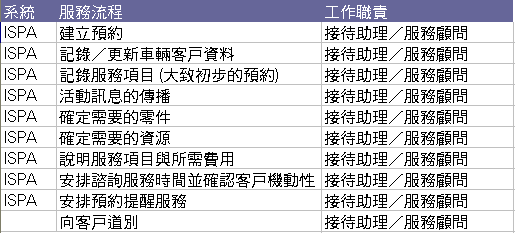 系統 服務流程 工作職責
ISPA 建立預約 接待助理／服務顧問
ISPA 記錄／更新車輛客戶資料 接待助理／服務顧問
ISPA 記錄服務項目 (大致初步的預約) 接待助理／服務顧問
ISPA 活動訊息的傳播 接待助理／服務顧問
ISPA 確定需要的零件 接待助理／服務顧問
ISPA 確定需要的資源 接待助理／服務顧問
ISPA 說明服務項目與所需費用 接待助理／服務顧問
ISPA 安排諮詢服務時間並確認客戶機動性 接待助理／服務顧問
ISPA 安排預約提醒服務 接待助理／服務顧問
向客戶道別 接待助理／服務顧問